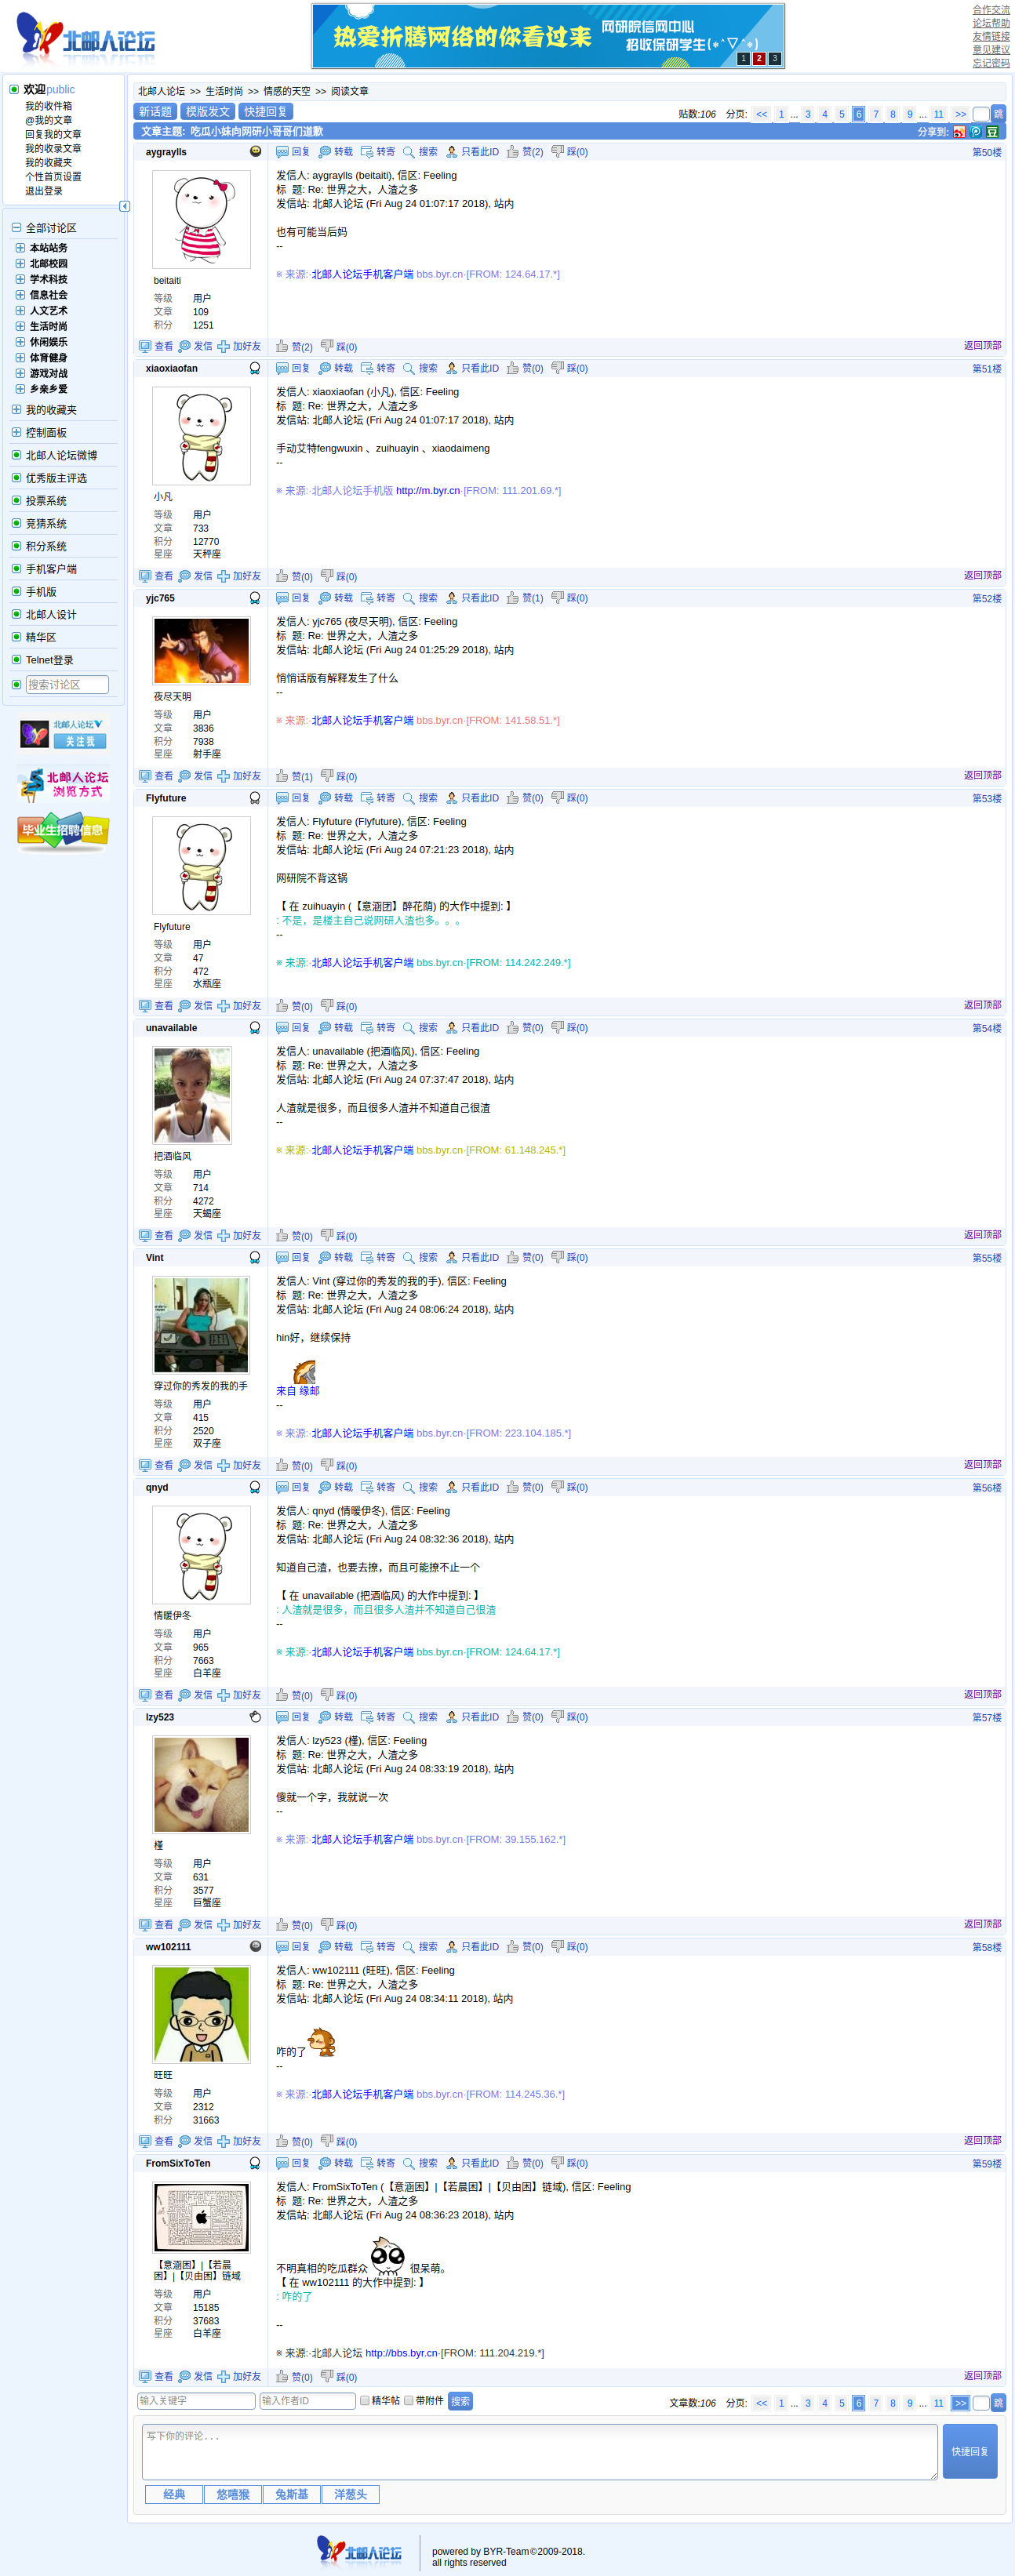 北邮人论坛
热爱折腾网络的你看过来
网研院信网中心
招收保研学生(*^▽^*)
1 2 3
合作交流
论坛帮助
友情链接
意见建议
忘记密码
欢迎public
我的收件箱
@我的文章
回复我的文章
我的收录文章
我的收藏夹
个性首页设置
退出登录
全部讨论区
本站站务
北邮校园
学术科技
信息社会
人文艺术
生活时尚
休闲娱乐
体育健身
游戏对战
乡亲乡爱
我的收藏夹
控制面板
北邮人论坛微博
优秀版主评选
投票系统
竞猜系统
积分系统
手机客户端
手机版
北邮人设计
精华区
Telnet登录
搜索讨论区
北邮人论坛
关注我
北邮人论坛
浏览方式
毕业生招聘信息
北邮人论坛 >> 生活时尚 >> 情感的天空 >> 阅读文章
新话题 模版发文 快捷回复
贴数:106 分页: << 1 ... 3 4 5 6 7 8 9 ... 11 >> 跳
文章主题: 吃瓜小妹向网研小哥哥们道歉
分享到: 豆
aygraylls
回复 转载 转寄 搜索 只看此ID 赞(2) 踩(0)
第50楼
beitaiti
等级 用户
文章 109
积分 1251
发信人: aygraylls (beitaiti), 信区: Feeling
标 题: Re: 世界之大，人渣之多
发信站: 北邮人论坛 (Fri Aug 24 01:07:17 2018), 站内
也有可能当后妈
--
※ 来源:·北邮人论坛手机客户端 bbs.byr.cn·[FROM: 124.64.17.*]
查看 发信 加好友
赞(2) 踩(0)
返回顶部
xiaoxiaofan
回复 转载 转寄 搜索 只看此ID 赞(0) 踩(0)
第51楼
小凡
等级 用户
文章 733
积分 12770
星座 天秤座
发信人: xiaoxiaofan (小凡), 信区: Feeling
标 题: Re: 世界之大，人渣之多
发信站: 北邮人论坛 (Fri Aug 24 01:07:17 2018), 站内
手动艾特fengwuxin 、zuihuayin 、xiaodaimeng
--
※ 来源:·北邮人论坛手机版 http://m.byr.cn·[FROM: 111.201.69.*]
查看 发信 加好友
赞(0) 踩(0)
返回顶部
yjc765
回复 转载 转寄 搜索 只看此ID 赞(1) 踩(0)
第52楼
夜尽天明
等级 用户
文章 3836
积分 7938
星座 射手座
发信人: yjc765 (夜尽天明), 信区: Feeling
标 题: Re: 世界之大，人渣之多
发信站: 北邮人论坛 (Fri Aug 24 01:25:29 2018), 站内
悄悄话版有解释发生了什么
--
※ 来源:·北邮人论坛手机客户端 bbs.byr.cn·[FROM: 141.58.51.*]
查看 发信 加好友
赞(1) 踩(0)
返回顶部
Flyfuture
回复 转载 转寄 搜索 只看此ID 赞(0) 踩(0)
第53楼
Flyfuture
等级 用户
文章 47
积分 472
星座 水瓶座
发信人: Flyfuture (Flyfuture), 信区: Feeling
标 题: Re: 世界之大，人渣之多
发信站: 北邮人论坛 (Fri Aug 24 07:21:23 2018), 站内
网研院不背这锅
【 在 zuihuayin (【意涵团】醉花荫) 的大作中提到: 】
: 不是，是楼主自己说网研人渣也多。。。
--
※ 来源:·北邮人论坛手机客户端 bbs.byr.cn·[FROM: 114.242.249.*]
查看 发信 加好友
赞(0) 踩(0)
返回顶部
unavailable
回复 转载 转寄 搜索 只看此ID 赞(0) 踩(0)
第54楼
把酒临风
等级 用户
文章 714
积分 4272
星座 天蝎座
发信人: unavailable (把酒临风), 信区: Feeling
标 题: Re: 世界之大，人渣之多
发信站: 北邮人论坛 (Fri Aug 24 07:37:47 2018), 站内
人渣就是很多，而且很多人渣并不知道自己很渣
--
※ 来源:·北邮人论坛手机客户端 bbs.byr.cn·[FROM: 61.148.245.*]
查看 发信 加好友
赞(0) 踩(0)
返回顶部
Vint
回复 转载 转寄 搜索 只看此ID 赞(0) 踩(0)
第55楼
穿过你的秀发的我的手
等级 用户
文章 415
积分 2520
星座 双子座
发信人: Vint (穿过你的秀发的我的手), 信区: Feeling
标 题: Re: 世界之大，人渣之多
发信站: 北邮人论坛 (Fri Aug 24 08:06:24 2018), 站内
hin好，继续保持
来自 缘邮
--
※ 来源:·北邮人论坛手机客户端 bbs.byr.cn·[FROM: 223.104.185.*]
查看 发信 加好友
赞(0) 踩(0)
返回顶部
qnyd
回复 转载 转寄 搜索 只看此ID 赞(0) 踩(0)
第56楼
情暖伊冬
等级 用户
文章 965
积分 7663
星座 白羊座
发信人: qnyd (情暖伊冬), 信区: Feeling
标 题: Re: 世界之大，人渣之多
发信站: 北邮人论坛 (Fri Aug 24 08:32:36 2018), 站内
知道自己渣，也要去撩，而且可能撩不止一个
【 在 unavailable (把酒临风) 的大作中提到: 】
: 人渣就是很多，而且很多人渣并不知道自己很渣
--
※ 来源:·北邮人论坛手机客户端 bbs.byr.cn·[FROM: 124.64.17.*]
查看 发信 加好友
赞(0) 踩(0)
返回顶部
lzy523
回复 转载 转寄 搜索 只看此ID 赞(0) 踩(0)
第57楼
槿
等级 用户
文章 631
积分 3577
星座 巨蟹座
发信人: lzy523 (槿), 信区: Feeling
标 题: Re: 世界之大，人渣之多
发信站: 北邮人论坛 (Fri Aug 24 08:33:19 2018), 站内
傻就一个字，我就说一次
--
※ 来源:·北邮人论坛手机客户端 bbs.byr.cn·[FROM: 39.155.162.*]
查看 发信 加好友
赞(0) 踩(0)
返回顶部
ww102111
回复 转载 转寄 搜索 只看此ID 赞(0) 踩(0)
第58楼
旺旺
等级 用户
文章 2312
积分 31663
发信人: ww102111 (旺旺), 信区: Feeling
标 题: Re: 世界之大，人渣之多
发信站: 北邮人论坛 (Fri Aug 24 08:34:11 2018), 站内
咋的了
--
※ 来源:·北邮人论坛手机客户端 bbs.byr.cn·[FROM: 114.245.36.*]
查看 发信 加好友
赞(0) 踩(0)
返回顶部
FromSixToTen
回复 转载 转寄 搜索 只看此ID 赞(0) 踩(0)
第59楼
【意涵困】|【若晨
困】|【贝由困】链域
等级 用户
文章 15185
积分 37683
星座 白羊座
发信人: FromSixToTen (【意涵困】|【若晨困】|【贝由困】链域), 信区: Feeling
标 题: Re: 世界之大，人渣之多
发信站: 北邮人论坛 (Fri Aug 24 08:36:23 2018), 站内
不明真相的吃瓜群众 很呆萌。
【 在 ww102111 的大作中提到: 】
: 咋的了
--
※ 来源:·北邮人论坛 http://bbs.byr.cn·[FROM: 111.204.219.*]
查看 发信 加好友
赞(0) 踩(0)
返回顶部
输入关键字 输入作者ID 精华帖 带附件 搜索
文章数:106 分页: << 1 ... 3 4 5 6 7 8 9 ... 11 >> 跳
写下你的评论...
快捷回复
经典 悠嘻猴 兔斯基 洋葱头
北邮人论坛
powered by BYR-Team©2009-2018.
all rights reserved